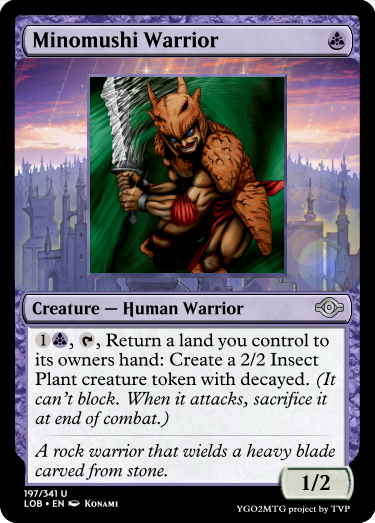 Minomushi Warrior
Creature — Human Warrior
1, , Return a land you control to
its owners hand: Create a 2/2 Insect
Plant creature token with decayed. (It
can't block. When it attacks, sacrifice it
at end of combat.)
A rock warrior that wields a heavy blade
carved from stone.
1/2
197/341 U
LOB • EN Konami
YGO2MTG project by TVP